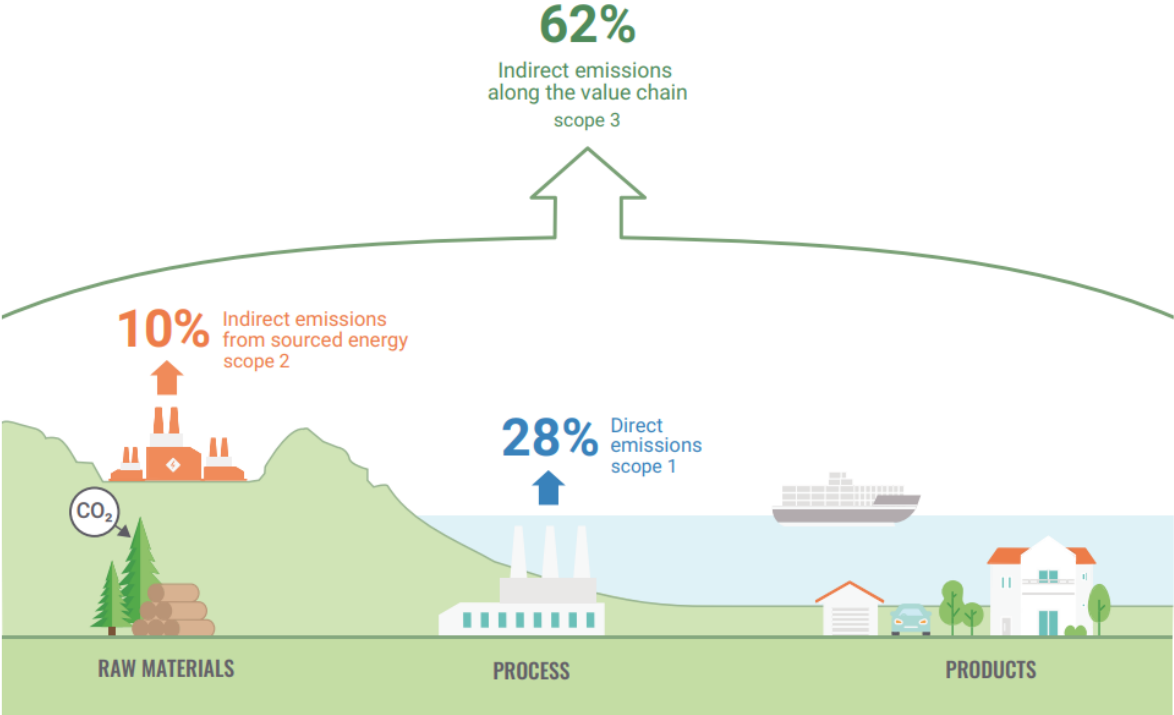 62%
Indirect emissions
along the value chain
scope 3
10%
Indirect emissions
from sourced energy
scope 2
28%
Direct
emissions
scope 1
CO₂
RAW MATERIALS
PROCESS
PRODUCTS